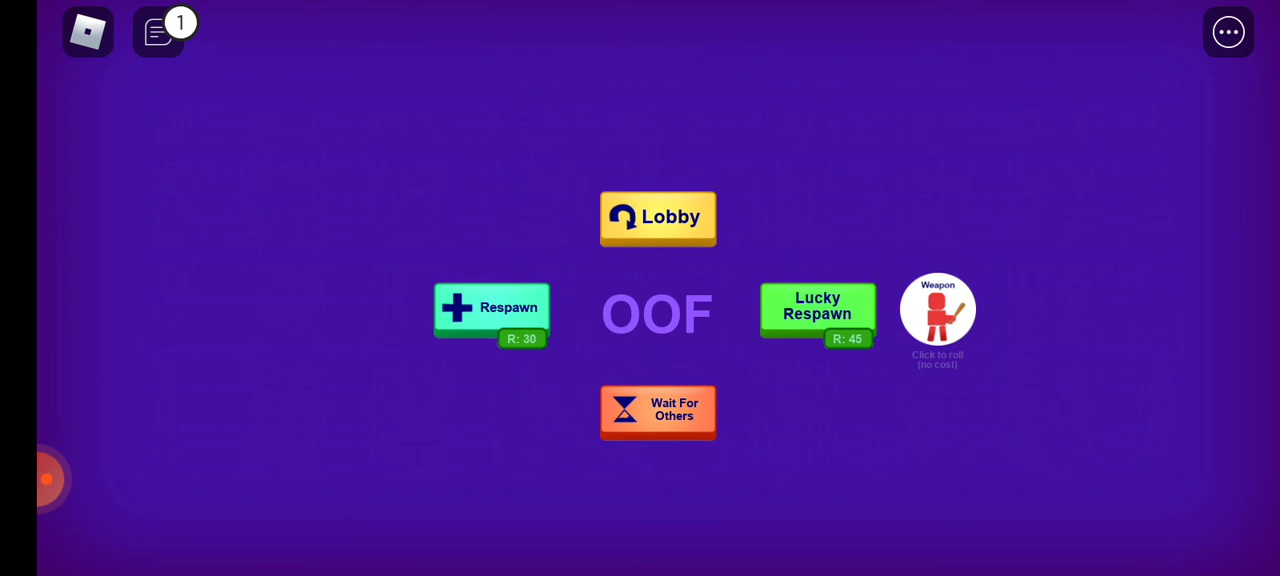 1
Lobby
Respawn
R: 30
OOF
Lucky
Respawn
R: 45
Weapon
Click to roll
(no cost)
Wait For
Others